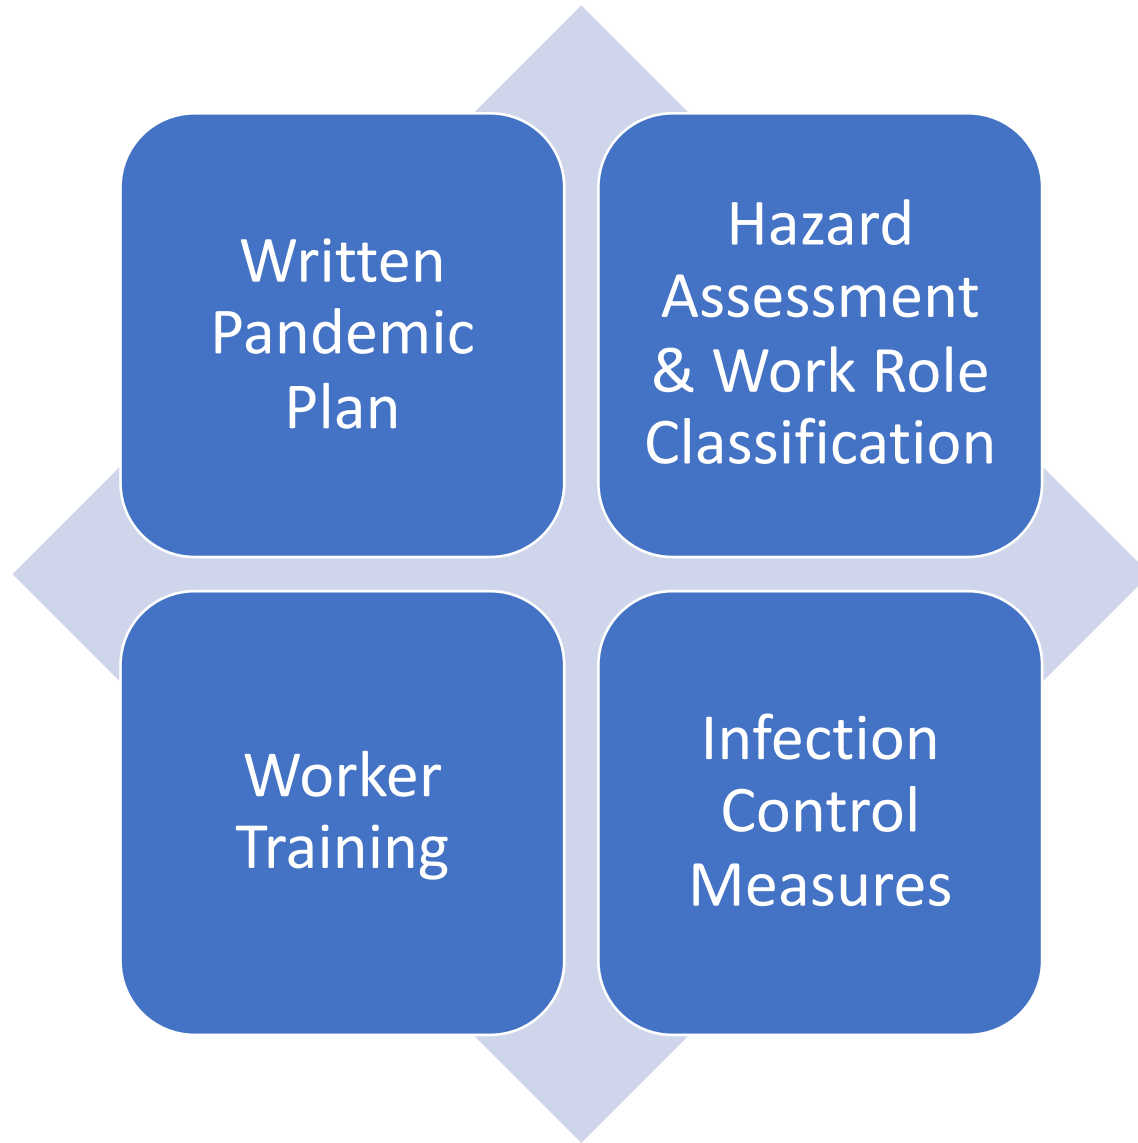 Written
Pandemic
Plan
Hazard
Assessment
& Work Role
Classification
Worker
Training
Infection
Control
Measures